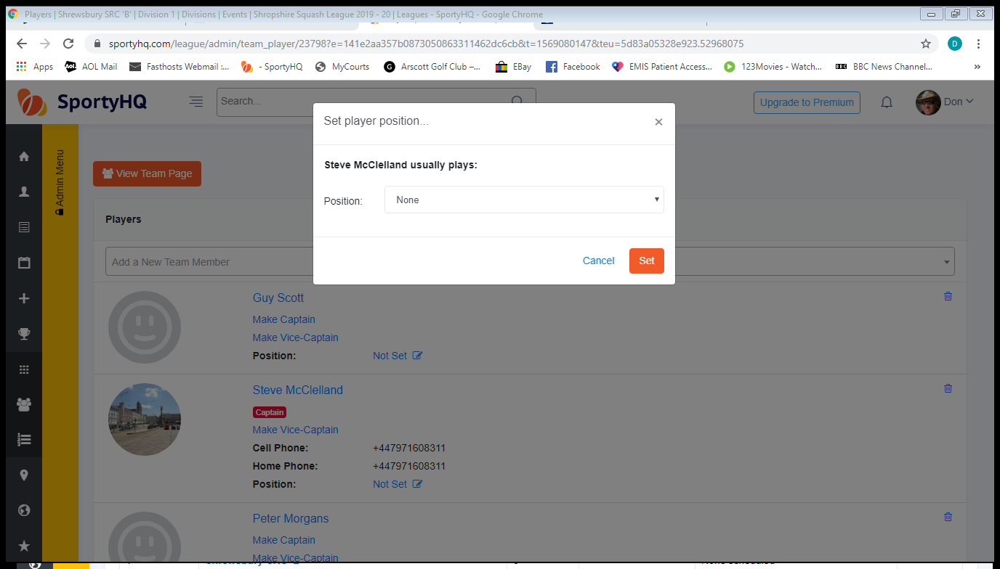 Players | Shrewsbury SRC 'B' | Division 1 | Divisions | Events | Shropshire Squash League 2019 - 20 | Leagues - SportyHQ - Google Chrome
sportyhq.com/league/admin/team_player/23798?e=141e2aa357b0873050863311462dc6cb&t=1569080147&teu=5d83a05328e923.52968075
D
Apps AOL Mail Fasthosts Webmail :... - SportyHQ MyCourts Arscott Golf Club –... EBay Facebook EMIS Patient Access... 123Movies - Watch... BBC BBC News Channel... »
SportyHQ
Search...
Upgrade to Premium
Don
Admin Menu
Set player position...
×
Steve McClelland usually plays:
Position: None
Cancel Set
View Team Page
Players
Add a New Team Member
Guy Scott
Make Captain
Make Vice-Captain
Position: Not Set
Steve McClelland
Captain
Make Vice-Captain
Cell Phone: +447971608311
Home Phone: +447971608311
Position: Not Set
Peter Morgans
Make Captain
Make Vice-Captain